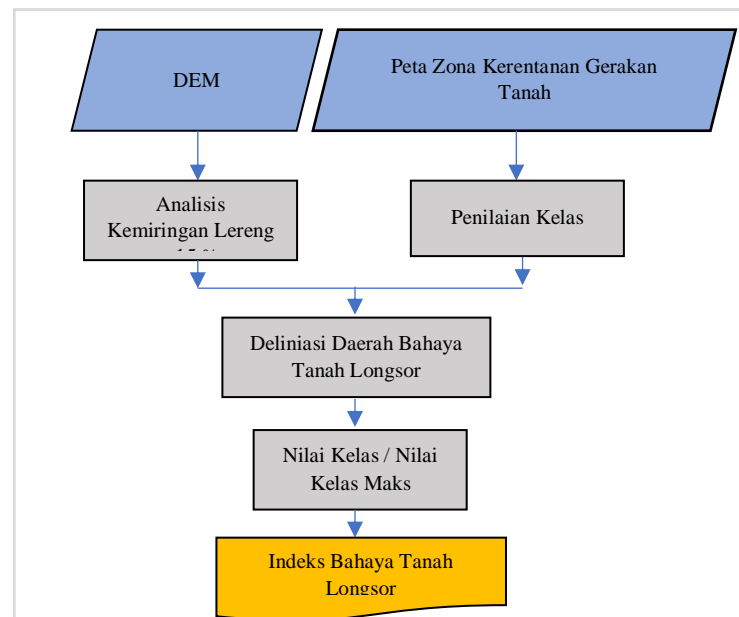 DEM
Peta Zona Kerentanan Gerakan
Tanah
Analisis
Kemiringan Lereng
Penilaian Kelas
Deliniasi Daerah Bahaya
Tanah Longsor
Nilai Kelas / Nilai
Kelas Maks
Indeks Bahaya Tanah
Longsor